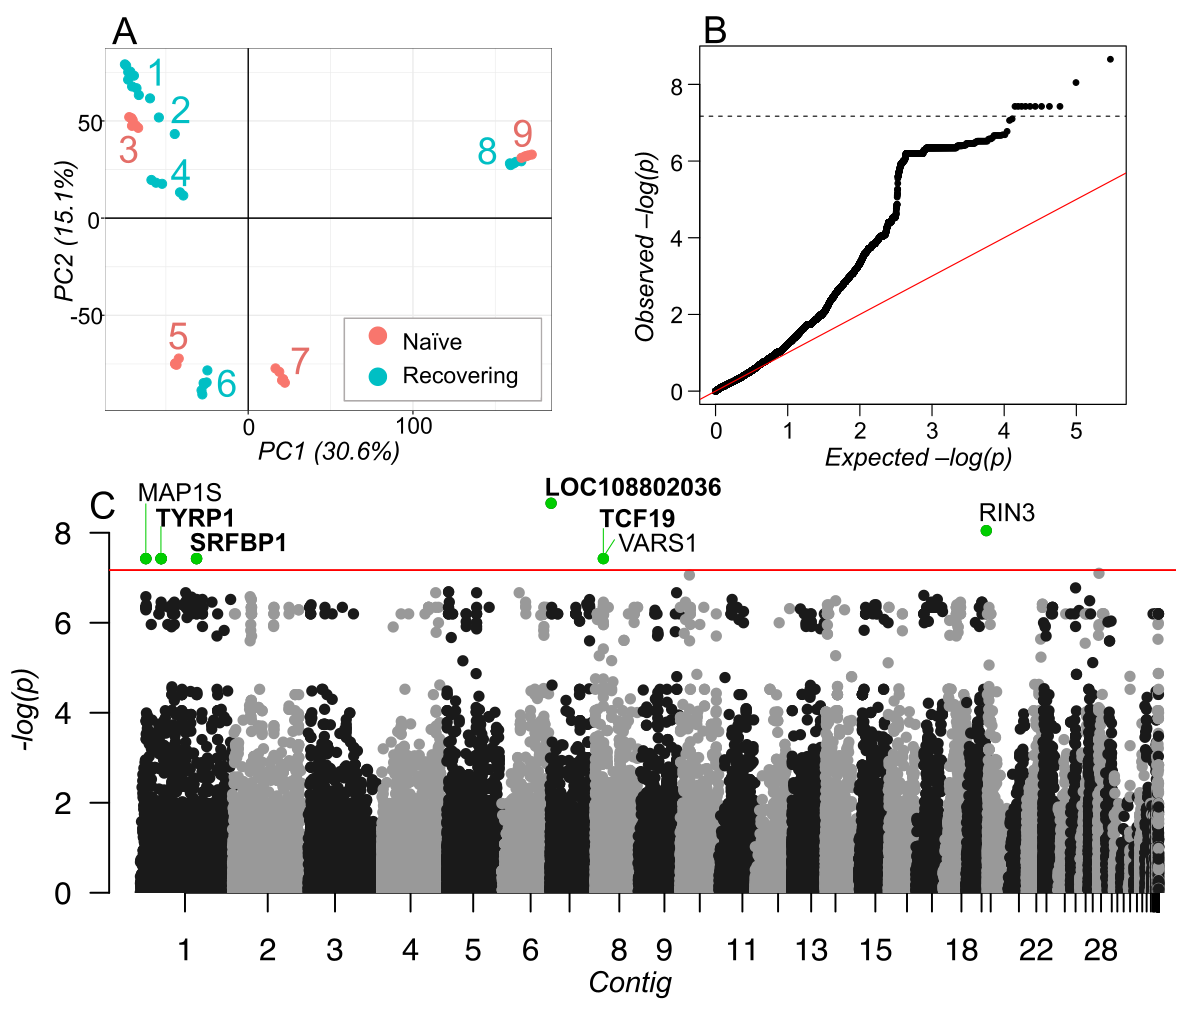 A
1
2
3
4
5
6
7
8
9
50
0
-50
0
100
PC2 (15.1%)
PC1 (30.6%)
Naïve
Recovering
B
8
6
4
2
0
0
1
2
3
4
5
Observed –log(p)
Expected –log(p)
C
MAP1S
TYRP1
SRFBP1
LOC108802036
TCF19
VARS1
RIN3
8
6
4
2
0
-log(p)
1
2
3
4
5
6
8
9
11
13
15
18
22
28
Contig